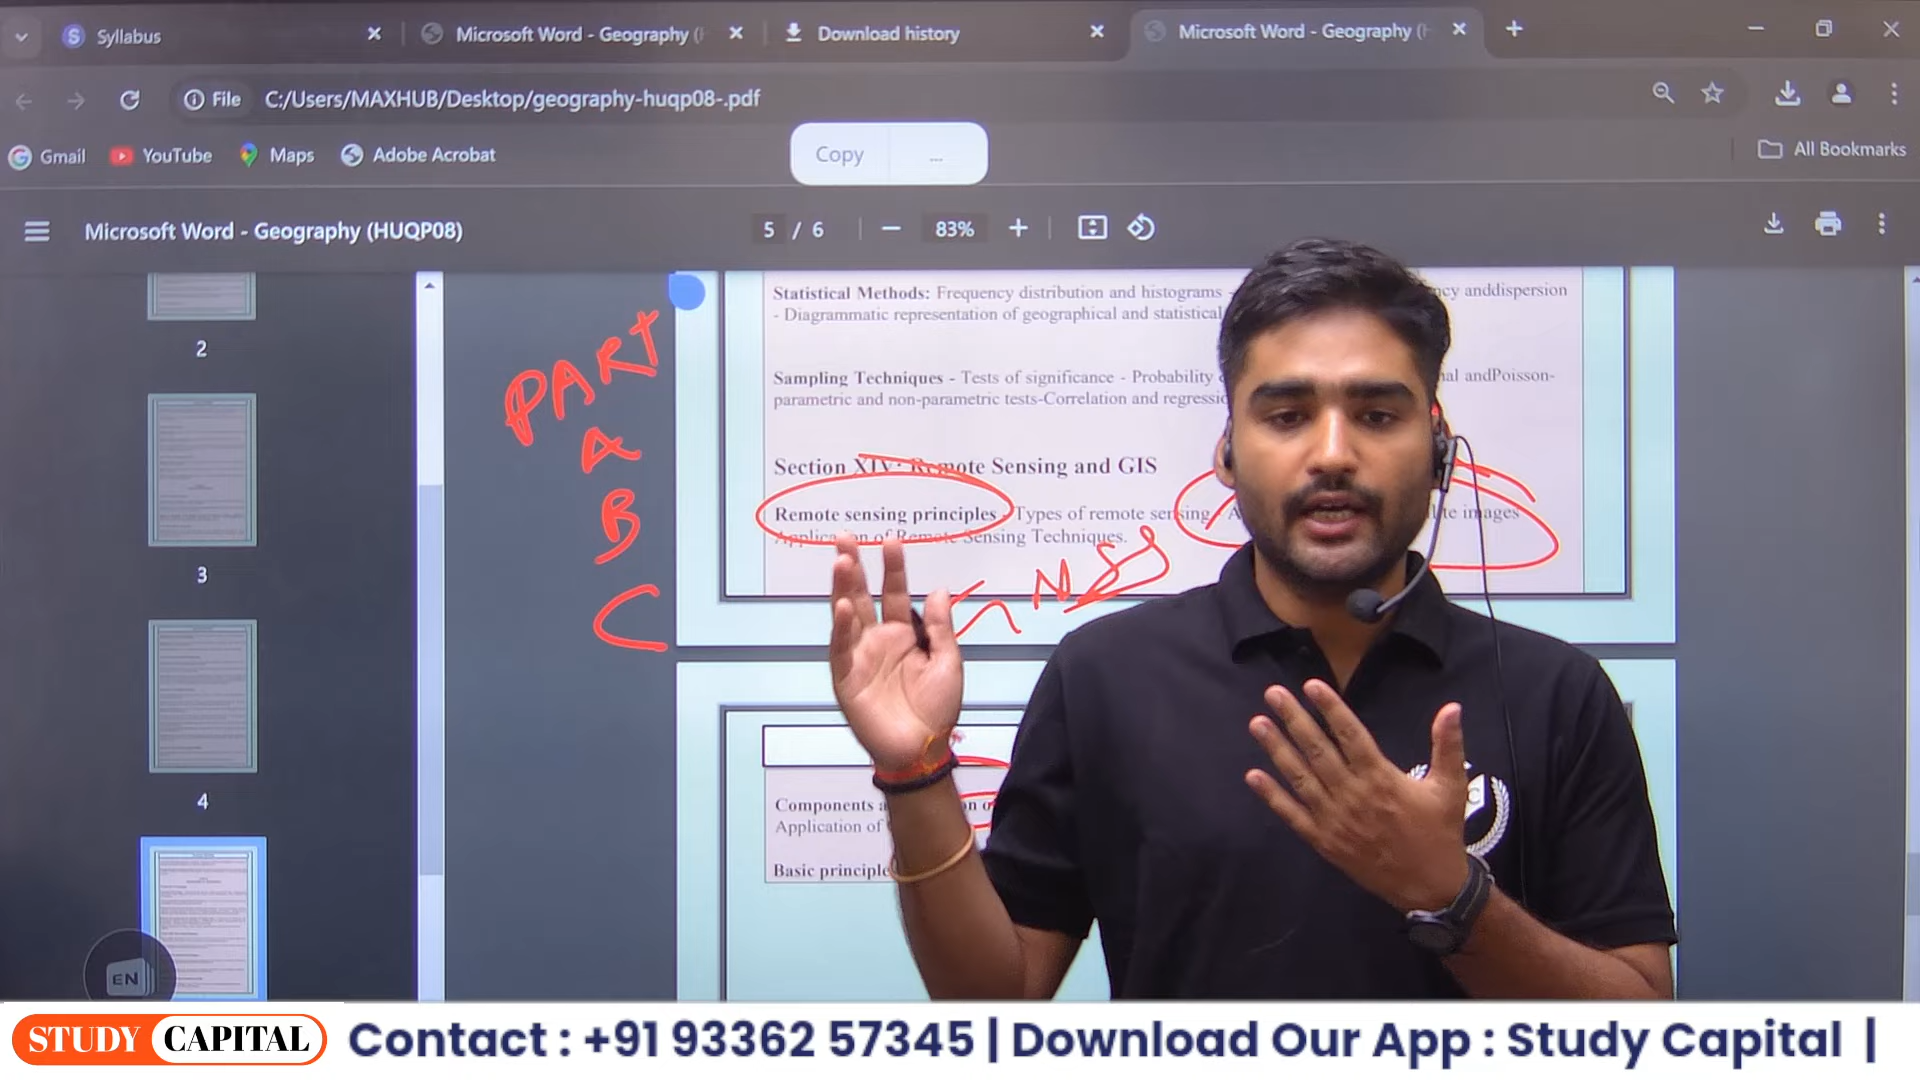 Syllabus
Microsoft Word - Geography (H
Download history
Microsoft Word - Geography (H
File C:/Users/MAXHUB/Desktop/geography-huqp08-.pdf
Gmail YouTube Maps Adobe Acrobat
Copy ...
All Bookmarks
Microsoft Word - Geography (HUQP08)
5 / 6 83%
2
3
4
EN
PART
A
B
C
Statistical Methods: Frequency distribution and histograms - cy anddispersion
- Diagrammatic representation of geographical and statistical
Sampling Techniques - Tests of significance - Probability al andPoisson-
parametric and non-parametric tests-Correlation and regressi
Section XIV: Remote Sensing and GIS
Remote sensing principles - Types of remote sensing - te images
Application of Remote Sensing Techniques.
Components
Application of
Basic principle
C
STUDY CAPITAL
Contact : +91 93362 57345 | Download Our App : Study Capital |